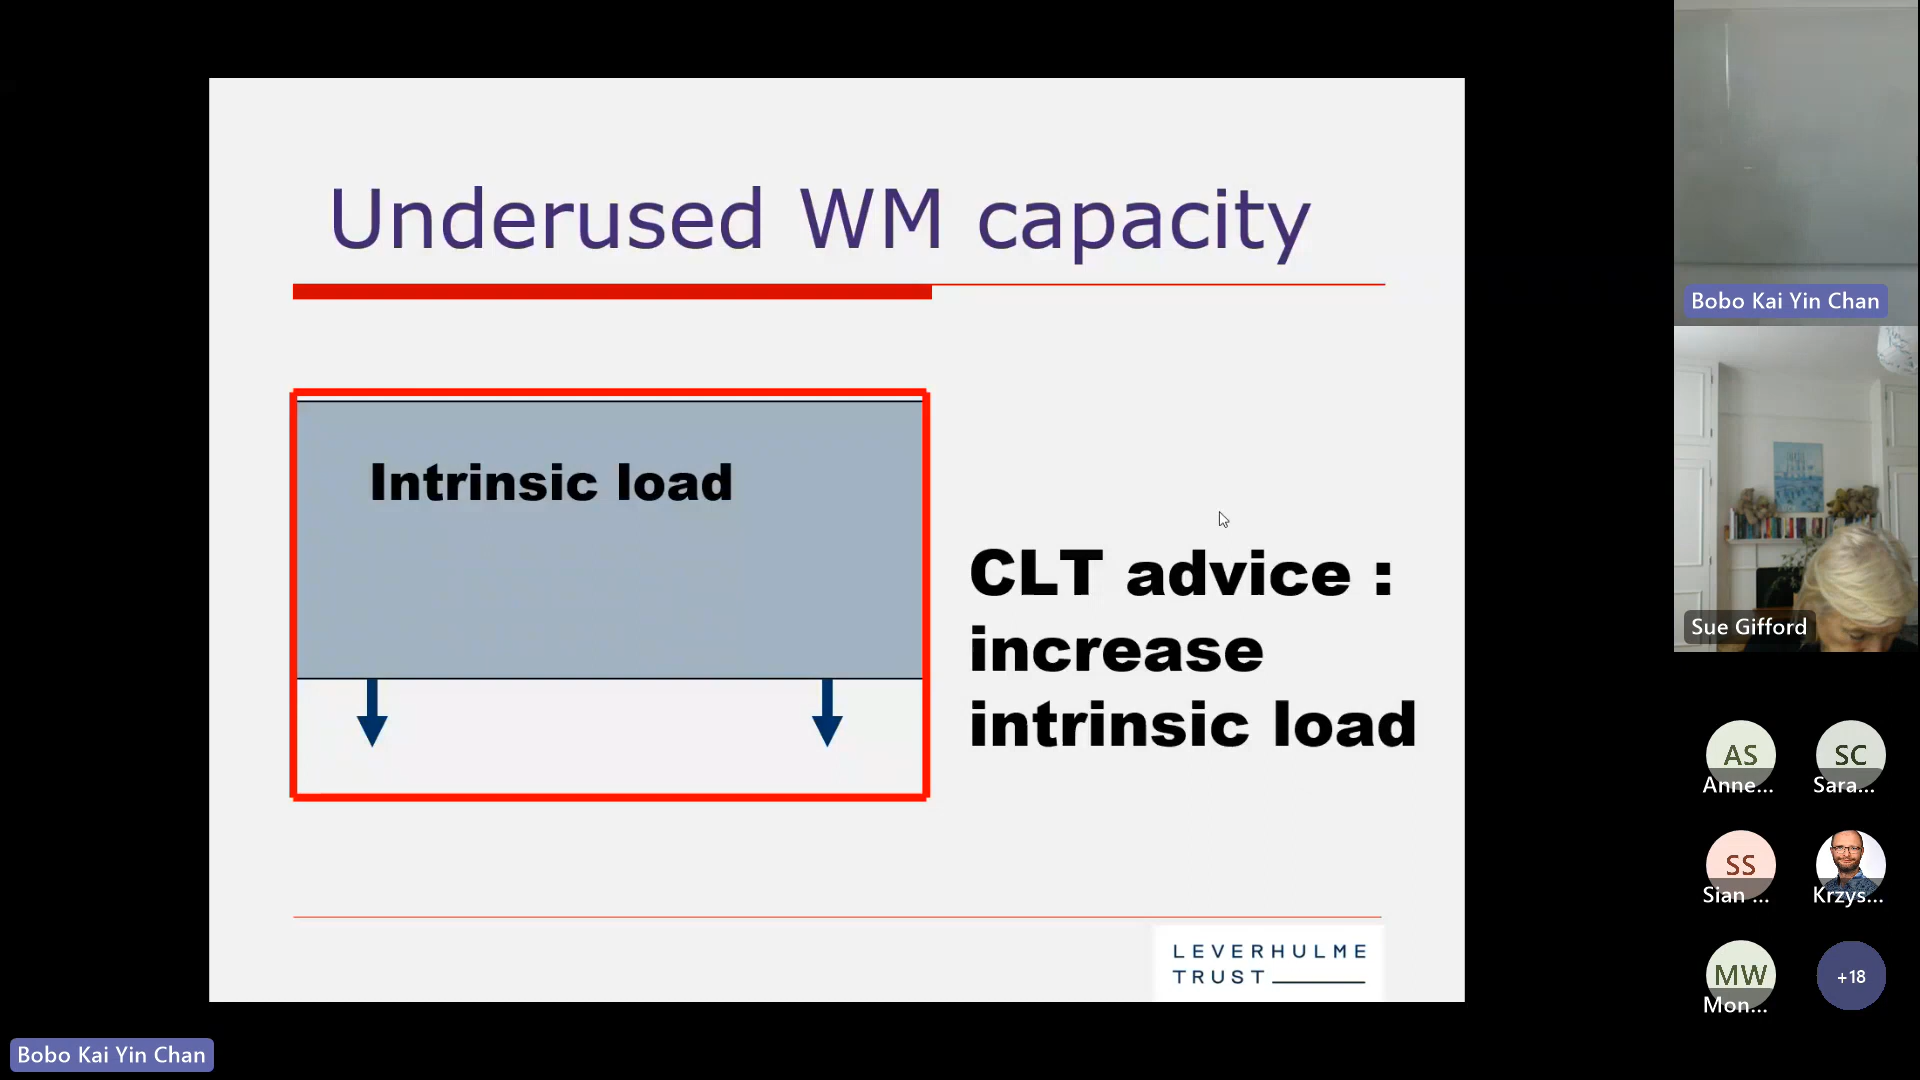 Underused WM capacity
Intrinsic load
CLT advice :
increase
intrinsic load
LEVERHULME
TRUST
Bobo Kai Yin Chan
Sue Gifford
AS
Anne...
SC
Sara...
SS
Sian ...
Krzys...
MW
Mon...
+18
Bobo Kai Yin Chan